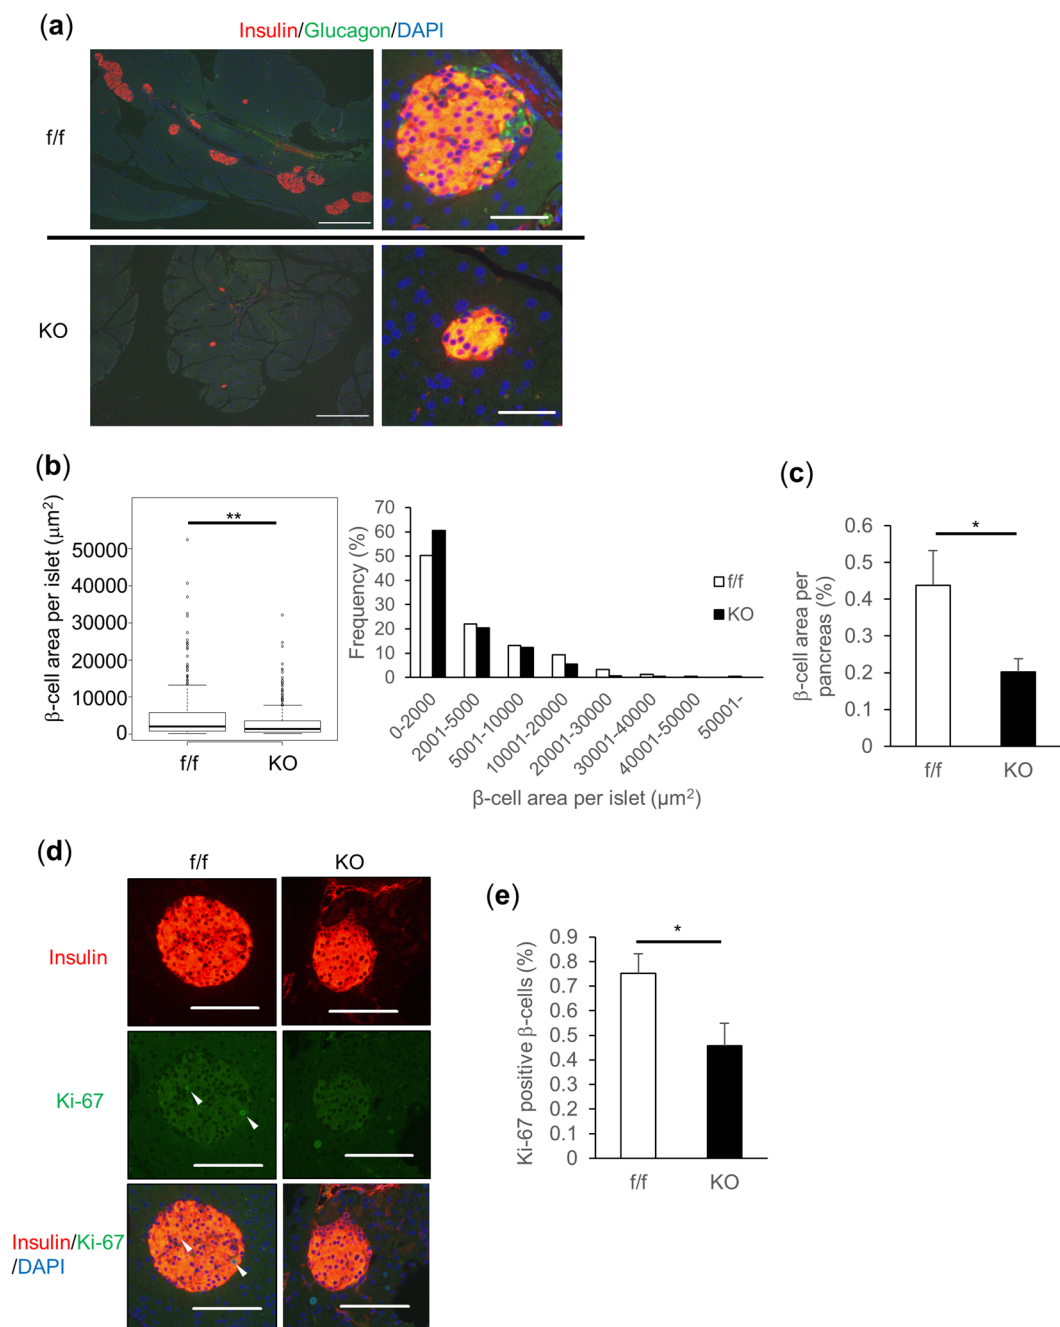 (a)
Insulin/Glucagon/DAPI
f/f
KO
(b)
β-cell area per islet (μm²)
50000
40000
30000
20000
10000
0
**
f/f
KO
Frequency (%)
70
60
50
40
30
20
10
0
f/f
KO
0-2000
2001-5000
5001-10000
10001-20000
20001-30000
30001-40000
40001-50000
50001-
β-cell area per islet (μm²)
(c)
β-cell area per
pancreas (%)
0.6
0.5
0.4
0.3
0.2
0.1
0
*
f/f
KO
(d)
f/f
KO
Insulin
Ki-67
Insulin/Ki-67
/DAPI
(e)
Ki-67 positive β-cells (%)
0.9
0.8
0.7
0.6
0.5
0.4
0.3
0.2
0.1
0
*
f/f
KO